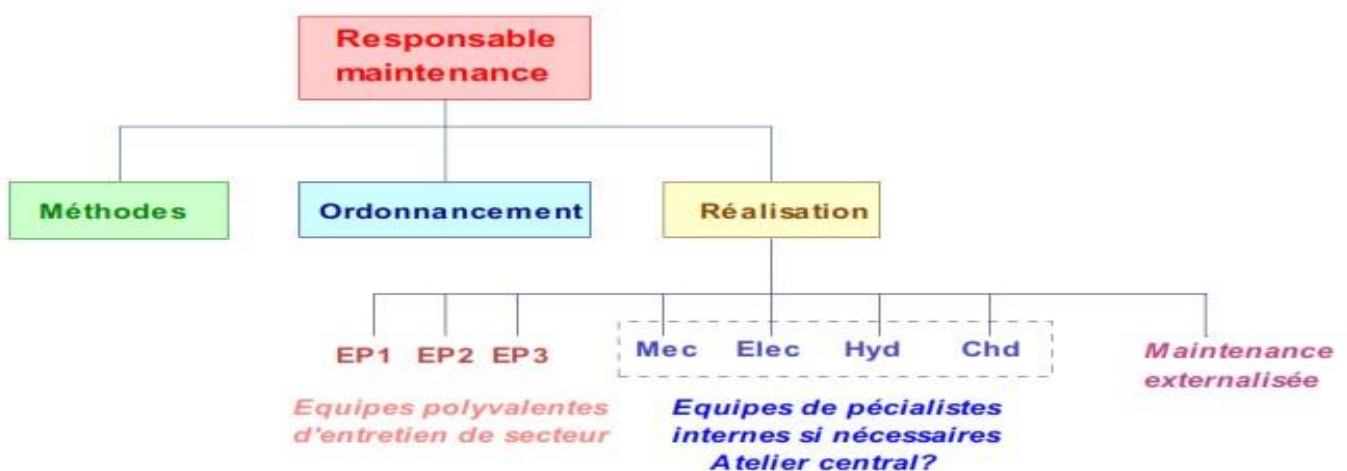 Responsable
maintenance
Méthodes
Ordonnancement
Réalisation
EP1 EP2 EP3
Mec Elec Hyd Chd
Maintenance
externalisée
Equipes polyvalentes
d'entretien de secteur
Equipes de pécialistes
internes si nécessaires
Atelier central?